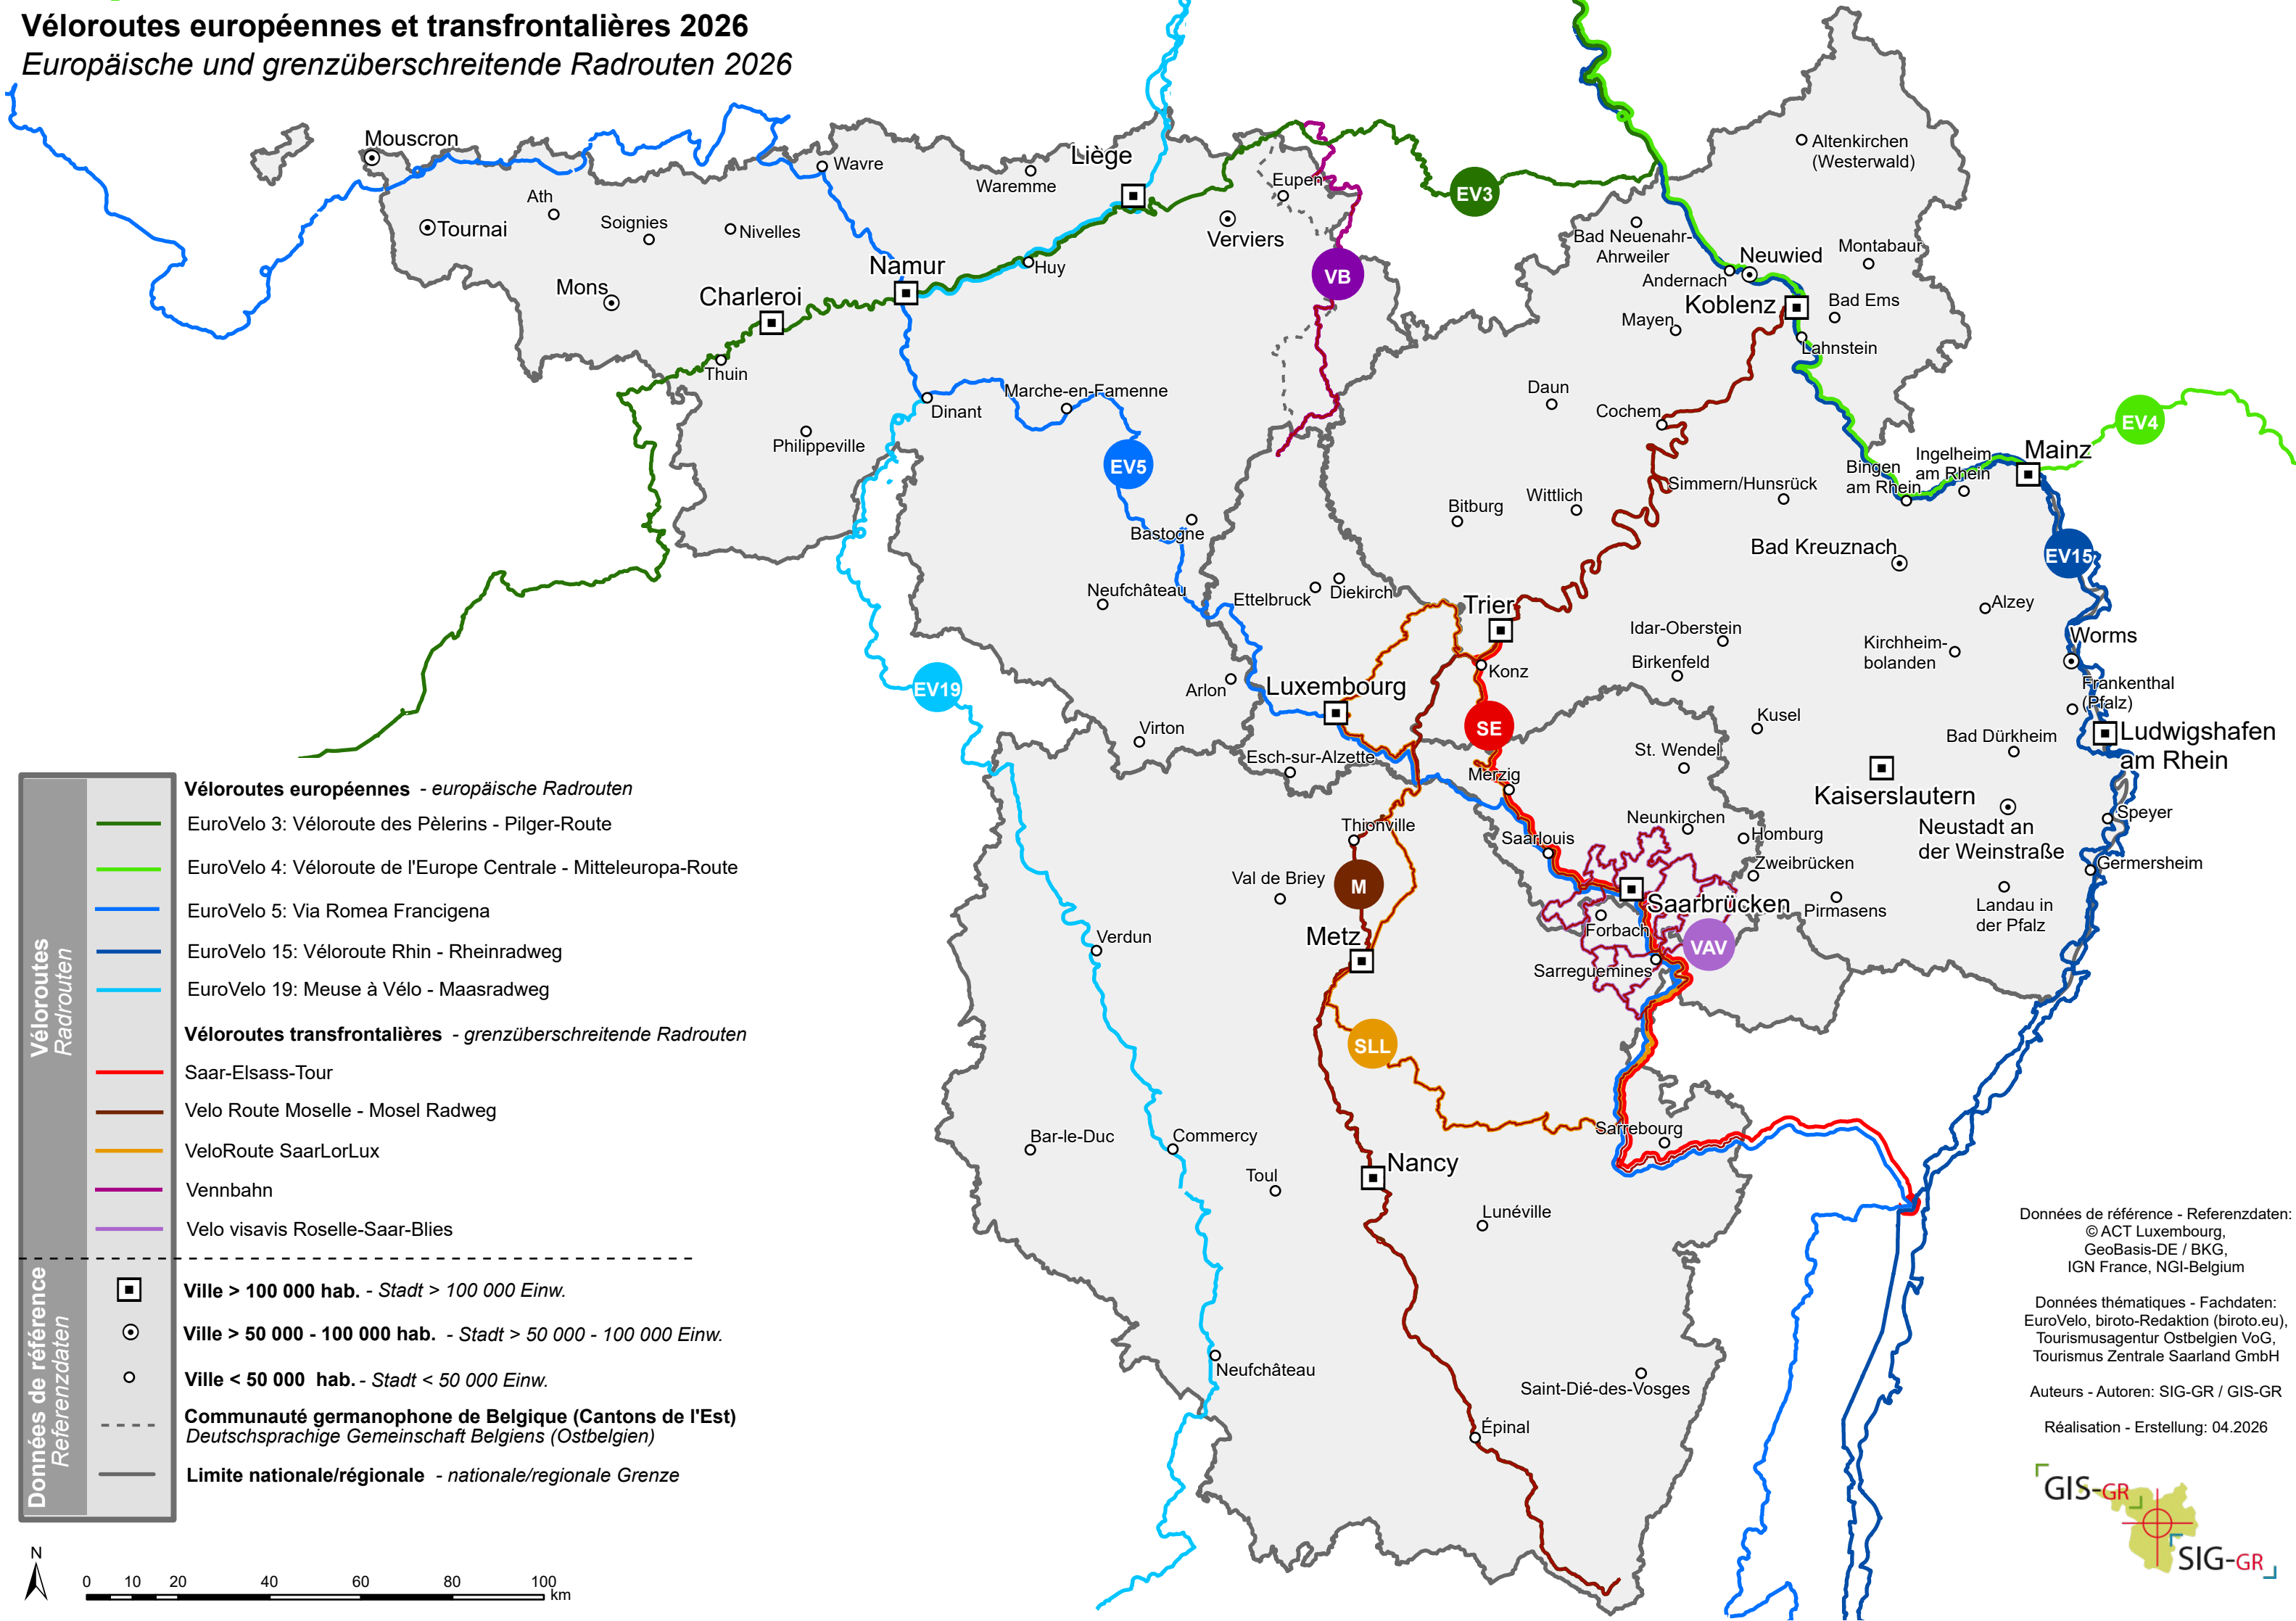 Véloroutes européennes et transfrontalières 2026
Europäische und grenzüberschreitende Radrouten 2026
Mouscron
Wavre
Liège
Waremme
Eupen
EV3
Altenkirchen
(Westerwald)
Ath
Tournai
Soignies
Nivelles
Verviers
Bad Neuenahr-
Ahrweiler
Neuwied
Montabaur
Namur
Huy
VB
Andernach
Mons
Charleroi
Koblenz
Bad Ems
Mayen
Lahnstein
Thuin
Marche-en-Famenne
Daun
Dinant
Cochem
EV4
Philippeville
EV5
Mainz
Ingelheim
am Rhein
Bingen
am Rhein
Simmern/Hunsrück
Wittlich
Bitburg
Bastogne
Bad Kreuznach
EV15
Neufchâteau
Ettelbruck
Diekirch
Trier
Alzey
Idar-Oberstein
Worms
Kirchheim-
bolanden
Birkenfeld
Konz
EV19
Arlon
Luxembourg
Frankenthal
(Pfalz)
Virton
SE
Kusel
Ludwigshafen
am Rhein
Bad Dürkheim
St. Wendel
Esch-sur-Alzette
Merzig
Kaiserslautern
Thionville
Saarlouis
Neunkirchen
Homburg
Neustadt an
der Weinstraße
Speyer
Zweibrücken
Germersheim
Val de Briey
M
Saarbrücken
Pirmasens
Landau in
der Pfalz
Forbach
VAV
Metz
Verdun
Sarreguemines
SLL
Bar-le-Duc
Commercy
Sarrebourg
Toul
Nancy
Lunéville
Neufchâteau
Saint-Dié-des-Vosges
Épinal
Véloroutes
Radrouten
Véloroutes européennes - europäische Radrouten
EuroVelo 3: Véloroute des Pèlerins - Pilger-Route
EuroVelo 4: Véloroute de l'Europe Centrale - Mitteleuropa-Route
EuroVelo 5: Via Romea Francigena
EuroVelo 15: Véloroute Rhin - Rheinradweg
EuroVelo 19: Meuse à Vélo - Maasradweg
Véloroutes transfrontalières - grenzüberschreitende Radrouten
Saar-Elsass-Tour
Velo Route Moselle - Mosel Radweg
VeloRoute SaarLorLux
Vennbahn
Velo visavis Roselle-Saar-Blies
Données de référence
Referenzdaten
Ville > 100 000 hab. - Stadt > 100 000 Einw.
Ville > 50 000 - 100 000 hab. - Stadt > 50 000 - 100 000 Einw.
Ville < 50 000 hab. - Stadt < 50 000 Einw.
Communauté germanophone de Belgique (Cantons de l'Est)
Deutschsprachige Gemeinschaft Belgiens (Ostbelgien)
Limite nationale/régionale - nationale/regionale Grenze
N
0 10 20 40 60 80 100
km
Données de référence - Referenzdaten:
© ACT Luxembourg,
GeoBasis-DE / BKG,
IGN France, NGI-Belgium
Données thématiques - Fachdaten:
EuroVelo, biroto-Redaktion (biroto.eu),
Tourismusagentur Ostbelgien VoG,
Tourismus Zentrale Saarland GmbH
Auteurs - Autoren: SIG-GR / GIS-GR
Réalisation - Erstellung: 04.2026
GIS-GR
SIG-GR